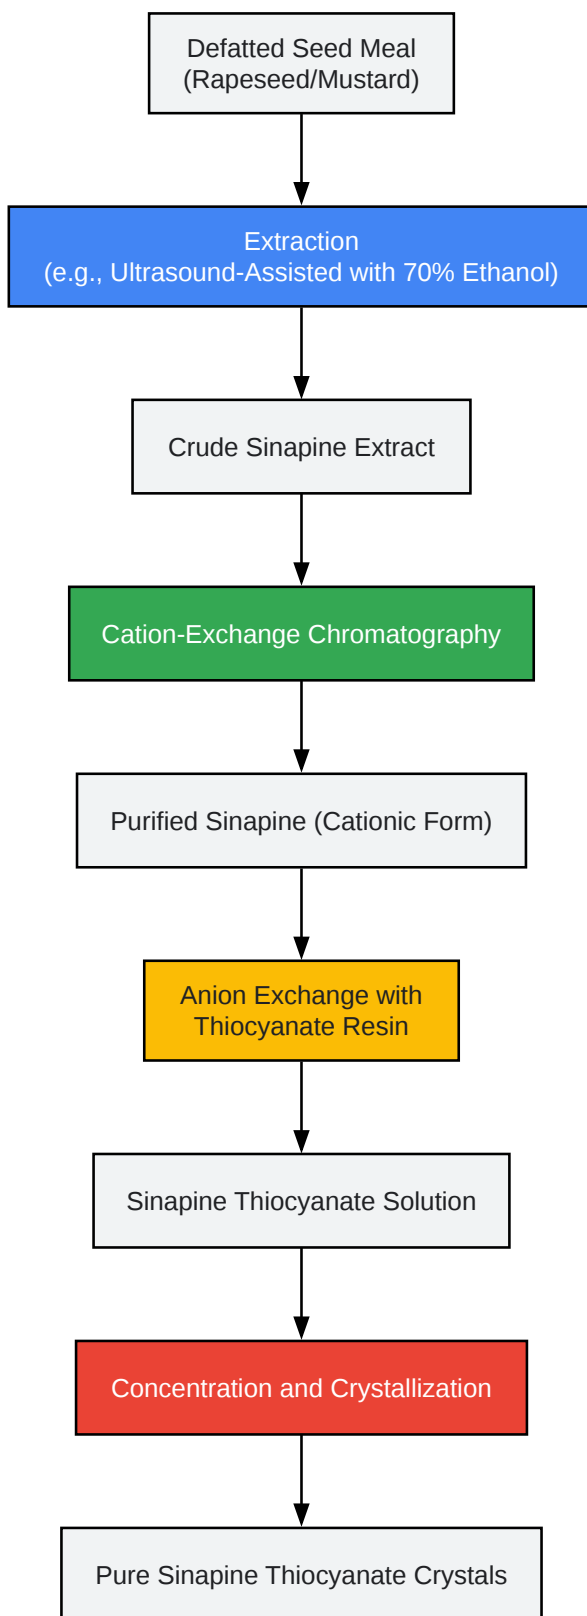 Defatted Seed Meal
(Rapeseed/Mustard)
Extraction
(e.g., Ultrasound-Assisted with 70% Ethanol)
Crude Sinapine Extract
Cation-Exchange Chromatography
Purified Sinapine (Cationic Form)
Anion Exchange with
Thiocyanate Resin
Sinapine Thiocyanate Solution
Concentration and Crystallization
Pure Sinapine Thiocyanate Crystals